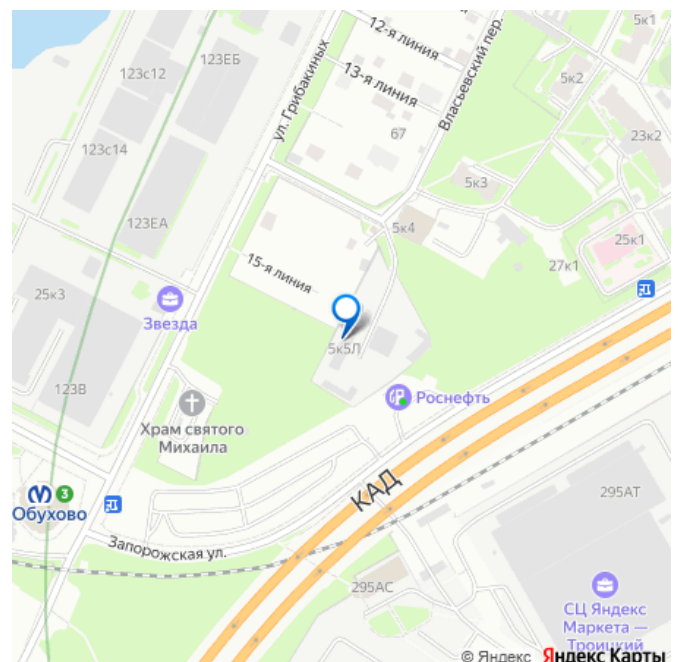 12-я линия
5к1
123ЕБ
123с12
Власьевский пер.
5к2
ул. Грибакиных
13-я линия
67
23к2
123с14
5к3
123ЕА
5к4
25к1
15-я линия
27к1
25к3
Звезда
5к5Л
123В
Роснефть
Храм святого
Михаила
КАД
3
Обухово
295АТ
Запорожская ул.
295АС
СЦ Яндекс
Маркета —
Троицкий
© Яндекс Яндекс Карты